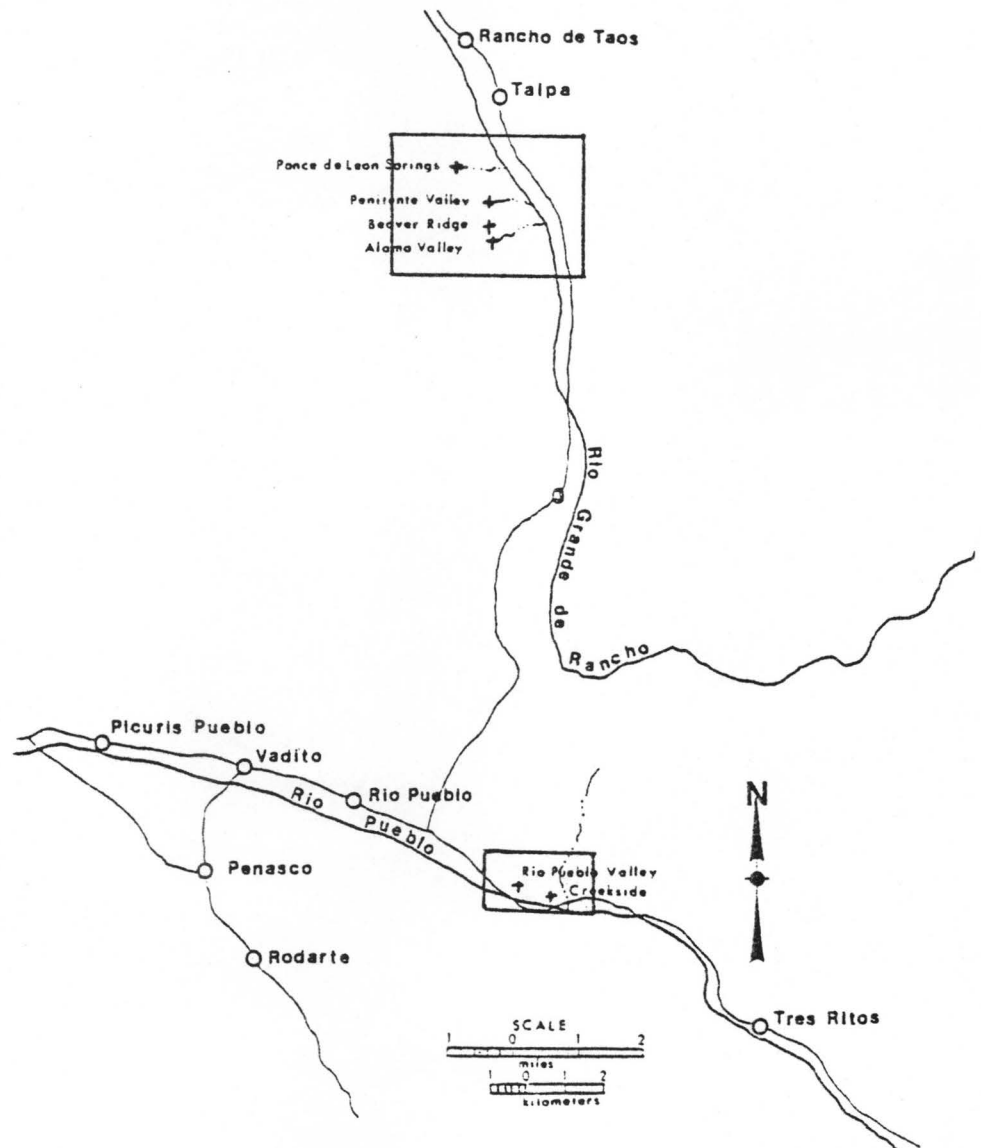 Rancho de Taos
Talpa
Ponce de Leon Springs
Penitente Valley
Beaver Ridge
Alamo Valley
Rio Grande de Rancho
Picuris Pueblo
Vadito
Rio Pueblo
Rio Pueblo
Penasco
Rodarte
Rio Pueblo Valley
Creekside
N
Tres Ritos
SCALE
1 0 1 2
miles
1 0 1 2
kilometers